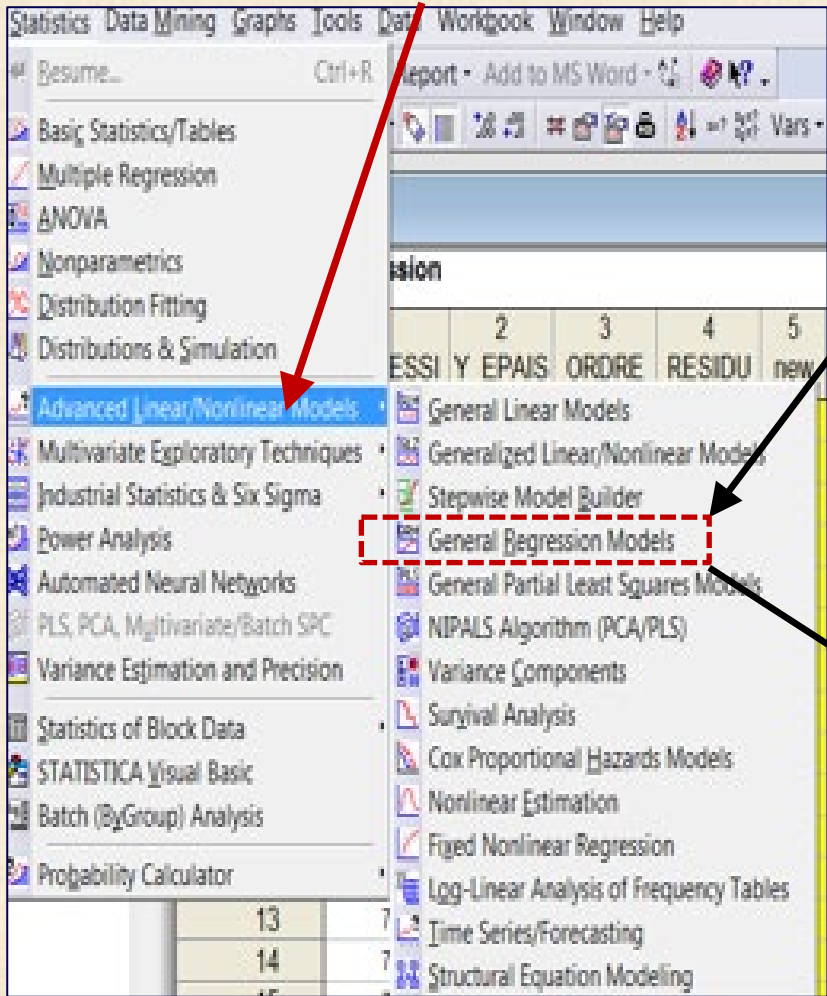 Statistics Data Mining Graphs Tools Data Workbook Window Help
Resume... Ctrl+R
Report Add to MS Word
Vars
Basic Statistics/Tables
Multiple Regression
ANOVA
Nonparametrics
Distribution Fitting
Distributions & Simulation
Advanced Linear/Nonlinear Models
Multivariate Exploratory Techniques
Industrial Statistics & Six Sigma
Power Analysis
Automated Neural Networks
PLS, PCA, Multivariate/Batch SPC
Variance Estimation and Precision
Statistics of Block Data
STATISTICA Visual Basic
Batch (ByGroup) Analysis
Probability Calculator
ssion
2 3 4 5
ESSI Y EPAIS ORDRE RESIDU new
General Linear Models
Generalized Linear/Nonlinear Models
Stepwise Model Builder
General Regression Models
General Partial Least Squares Models
NIPALS Algorithm (PCA/PLS)
Variance Components
Survival Analysis
Cox Proportional Hazards Models
Nonlinear Estimation
Fixed Nonlinear Regression
Log-Linear Analysis of Frequency Tables
Time Series/Forecasting
Structural Equation Modeling
13 7
14 7